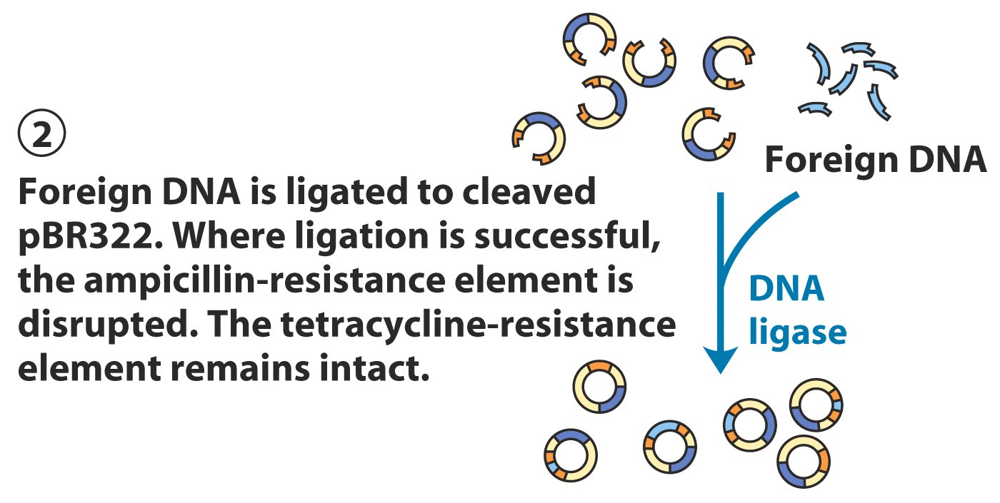 2
Foreign DNA
Foreign DNA is ligated to cleaved
pBR322. Where ligation is successful,
the ampicillin-resistance element is
disrupted. The tetracycline-resistance
element remains intact.
DNA
ligase